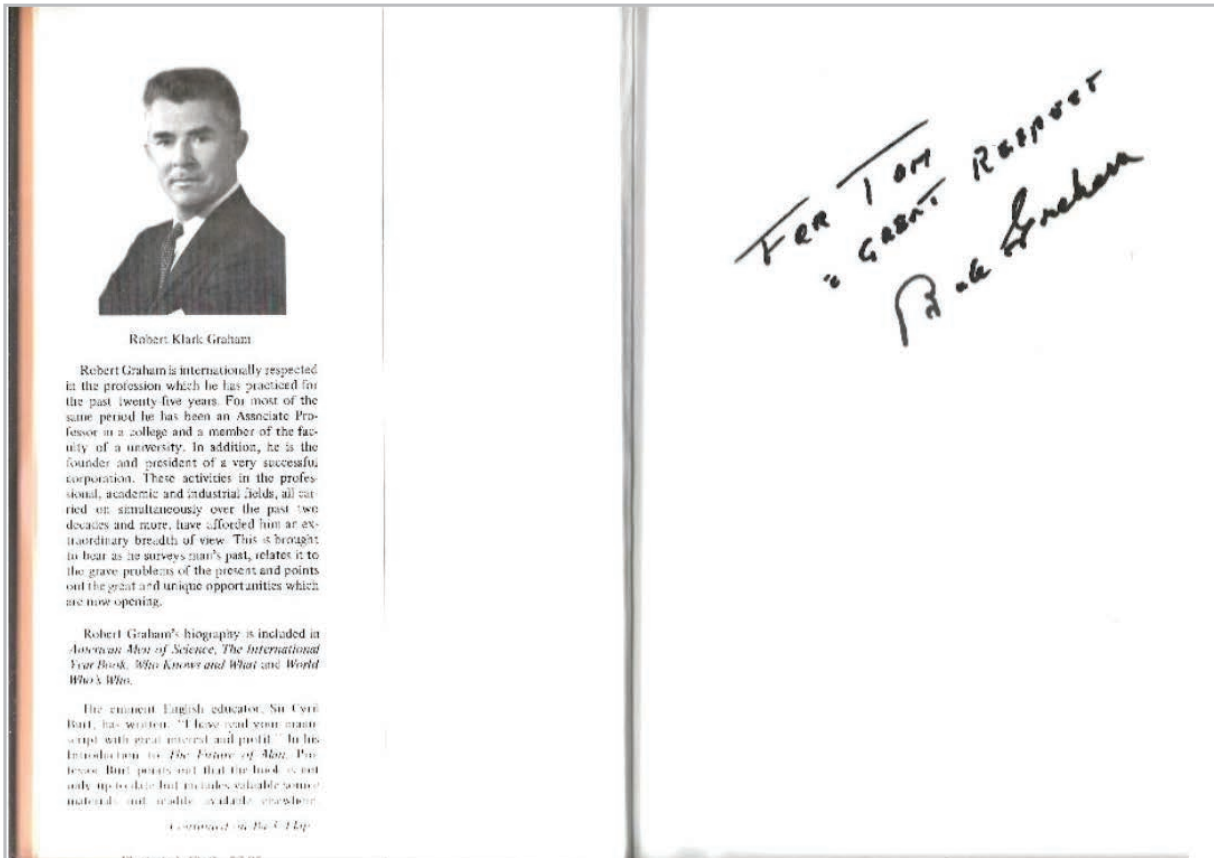 Robert Klark Graham
Robert Graham is internationally respected
in the profession which he has practiced for
the past twenty-five years. For most of the
same period he has been an Associate Pro-
fessor in a college and a member of the fac-
ulty of a university. In addition, he is the
founder and president of a very successful
corporation. These activities in the profes-
sional, academic and industrial fields, all car-
ried on simultaneously over the past two
decades and more, have afforded him an ex-
traordinary breadth of view. This is brought
to bear as he surveys man's past, relates it to
the grave problems of the present and points
out the great and unique opportunities which
are now opening.
Robert Graham's biography is included in
American Men of Science, The International
Year Book, Who Knows and What and World
Who's Who.
The eminent English educator, Sir Cyril
Burt, has written, "I have read your manu-
script with great interest and profit." In his
Introduction to The Future of Man, Pro-
fessor Burt points out that the book is not
only up-to-date but includes valuable source
materials not readily available elsewhere.
Continued on Back Flap
FOR TOM
GREAT RESPECT
Bob Graham